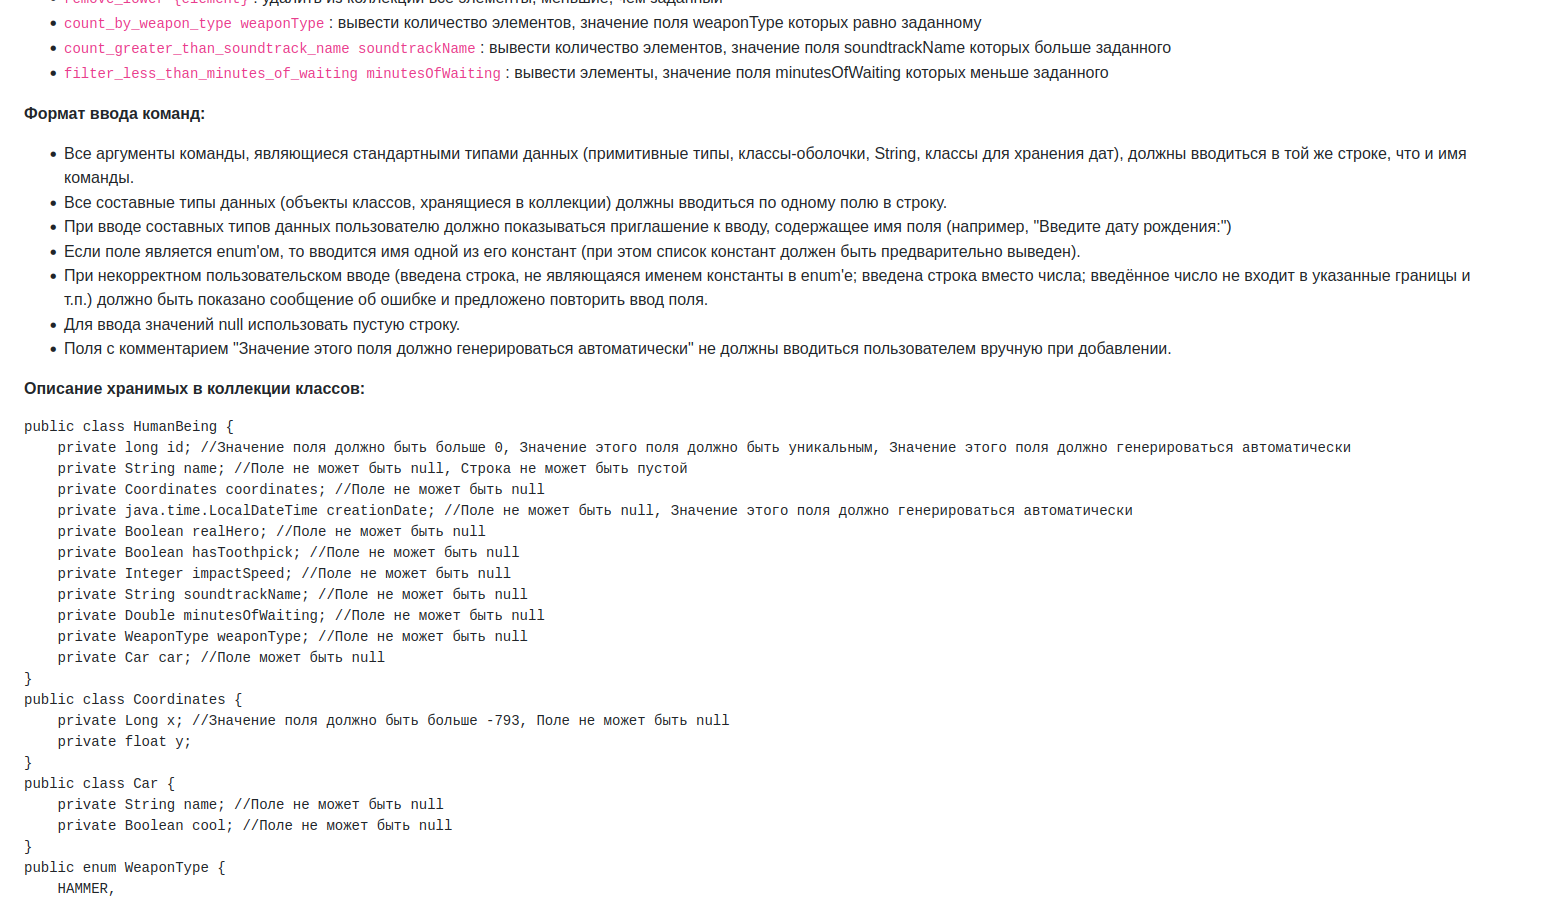 remove_lower {element} : удалить из коллекции все элементы, меньшие, чем заданный
count_by_weapon_type weaponType : вывести количество элементов, значение поля weaponType которых равно заданному
count_greater_than_soundtrack_name soundtrackName : вывести количество элементов, значение поля soundtrackName которых больше заданного
filter_less_than_minutes_of_waiting minutesOfWaiting : вывести элементы, значение поля minutesOfWaiting которых меньше заданного
Формат ввода команд:
Все аргументы команды, являющиеся стандартными типами данных (примитивные типы, классы-оболочки, String, классы для хранения дат), должны вводиться в той же строке, что и имя
команды.
Все составные типы данных (объекты классов, хранящиеся в коллекции) должны вводиться по одному полю в строку.
При вводе составных типов данных пользователю должно показываться приглашение к вводу, содержащее имя поля (например, "Введите дату рождения:")
Если поле является enum'ом, то вводится имя одной из его констант (при этом список констант должен быть предварительно выведен).
При некорректном пользовательском вводе (введена строка, не являющаяся именем константы в enum'е; введена строка вместо числа; введённое число не входит в указанные границы и
т.п.) должно быть показано сообщение об ошибке и предложено повторить ввод поля.
Для ввода значений null использовать пустую строку.
Поля с комментарием "Значение этого поля должно генерироваться автоматически" не должны вводиться пользователем вручную при добавлении.
Описание хранимых в коллекции классов:
public class HumanBeing {
    private long id; //Значение поля должно быть больше 0, Значение этого поля должно быть уникальным, Значение этого поля должно генерироваться автоматически
    private String name; //Поле не может быть null, Строка не может быть пустой
    private Coordinates coordinates; //Поле не может быть null
    private java.time.LocalDateTime creationDate; //Поле не может быть null, Значение этого поля должно генерироваться автоматически
    private Boolean realHero; //Поле не может быть null
    private Boolean hasToothpick; //Поле не может быть null
    private Integer impactSpeed; //Поле не может быть null
    private String soundtrackName; //Поле не может быть null
    private Double minutesOfWaiting; //Поле не может быть null
    private WeaponType weaponType; //Поле не может быть null
    private Car car; //Поле может быть null
}
public class Coordinates {
    private Long x; //Значение поля должно быть больше -793, Поле не может быть null
    private float y;
}
public class Car {
    private String name; //Поле не может быть null
    private Boolean cool; //Поле не может быть null
}
public enum WeaponType {
    HAMMER,